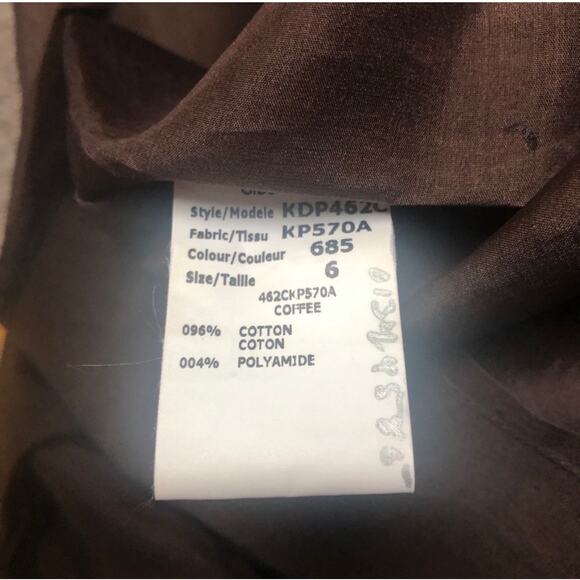 Style/Modele KDP462C
Fabric/Tissu KP570A
Colour/Couleur 685
Size/Taille 6
462CKP570A
COFFEE
096% COTTON
COTON
004% POLYAMIDE